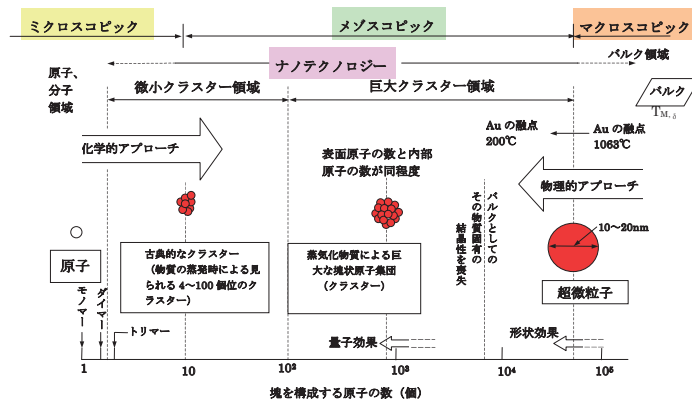 ミクロスコピック
メゾスコピック
マクロスコピック
ナノテクノロジー
バルク領域
原子、
分子
領域
微小クラスター領域
巨大クラスター領域
バルク
TM, δ
化学的アプローチ
表面原子の数と内部
原子の数が同程度
Au の融点
200℃
Au の融点
1063℃
物理的アプローチ
バルクとしての
その物質固有の
結晶性を喪失
10〜20nm
原子
古典的なクラスター
（物質の蒸発時による見
られる 4〜100 個位のク
ラスター）
蒸気化物質による巨
大な塊状原子集団
（クラスター）
超微粒子
モノマー
ダイマー
トリマー
量子効果
形状効果
1
10
10²
10³
10⁴
10⁵
塊を構成する原子の数（個）